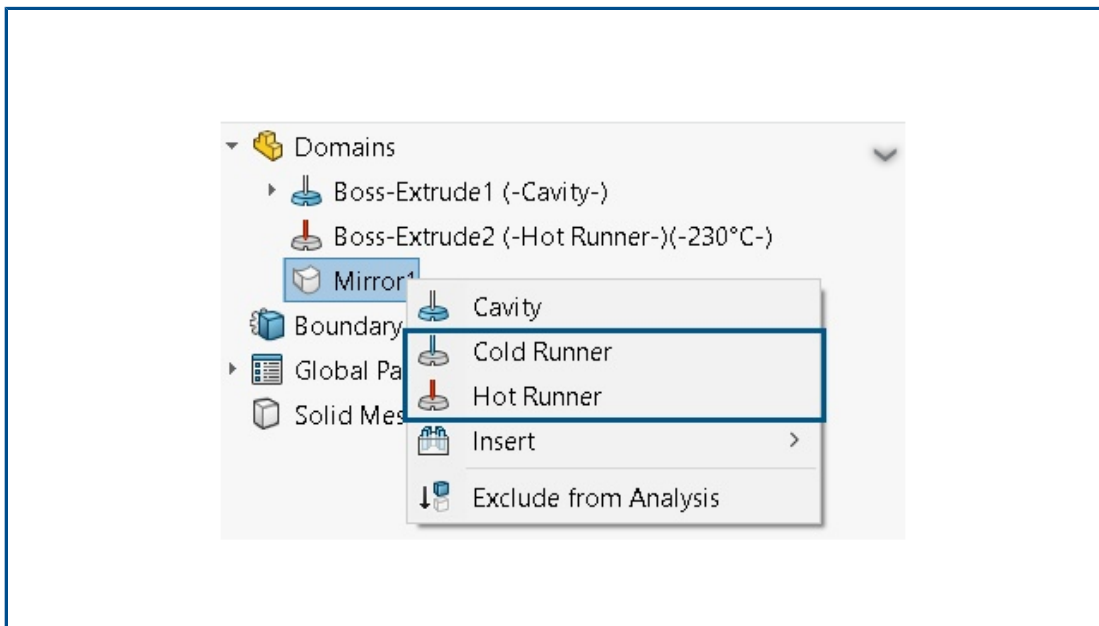 Domains
Boss-Extrude1 (-Cavity-)
Boss-Extrude2 (-Hot Runner-)(-230°C-)
Mirror1
Cavity
Boundary
Cold Runner
Global Pa
Hot Runner
Solid Mes
Insert
Exclude from Analysis